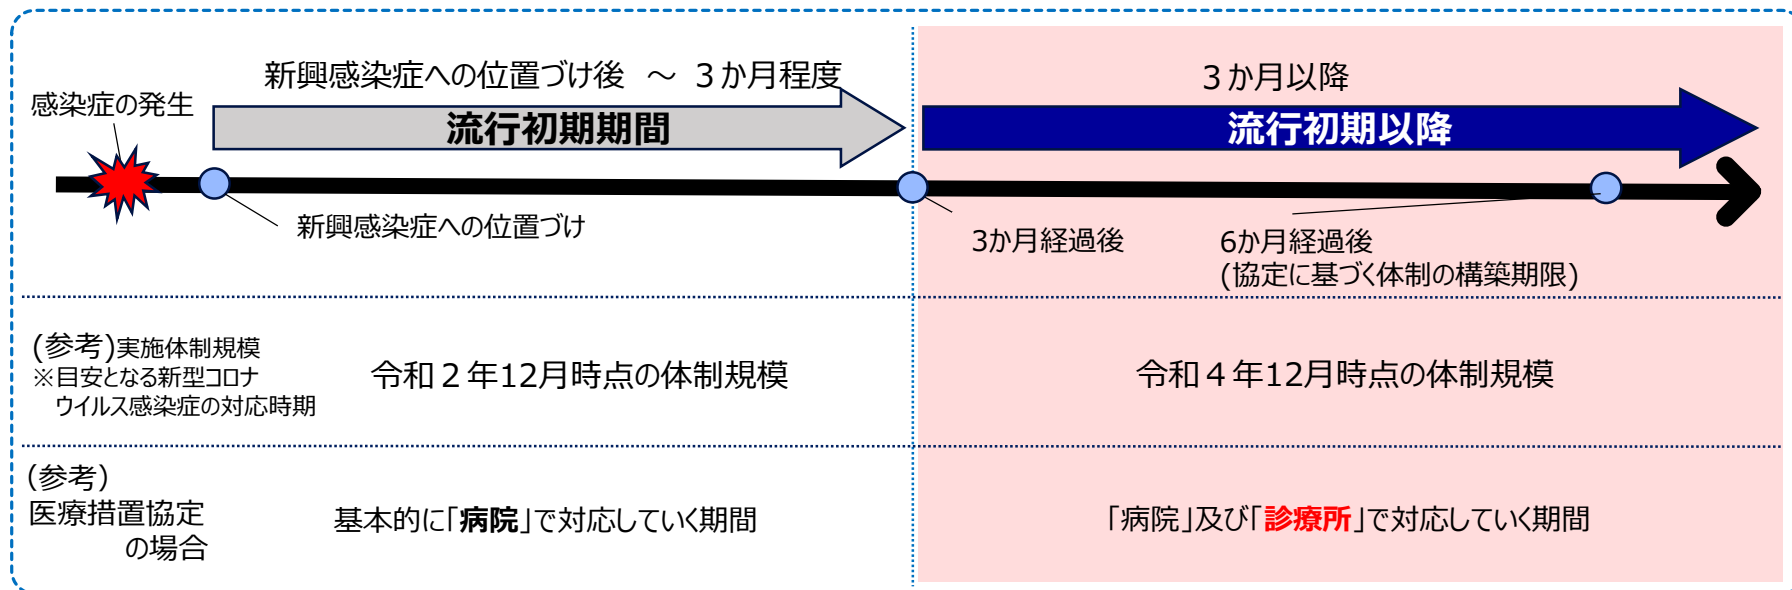 新興感染症への位置づけ後 ～ 3か月程度
3か月以降
感染症の発生
流行初期期間
流行初期以降
新興感染症への位置づけ
3か月経過後
6か月経過後
(協定に基づく体制の構築期限)
(参考)実施体制規模
※目安となる新型コロナ
ウイルス感染症の対応時期
令和２年12月時点の体制規模
令和４年12月時点の体制規模
(参考)
医療措置協定
の場合
基本的に「病院」で対応していく期間
「病院」及び「診療所」で対応していく期間